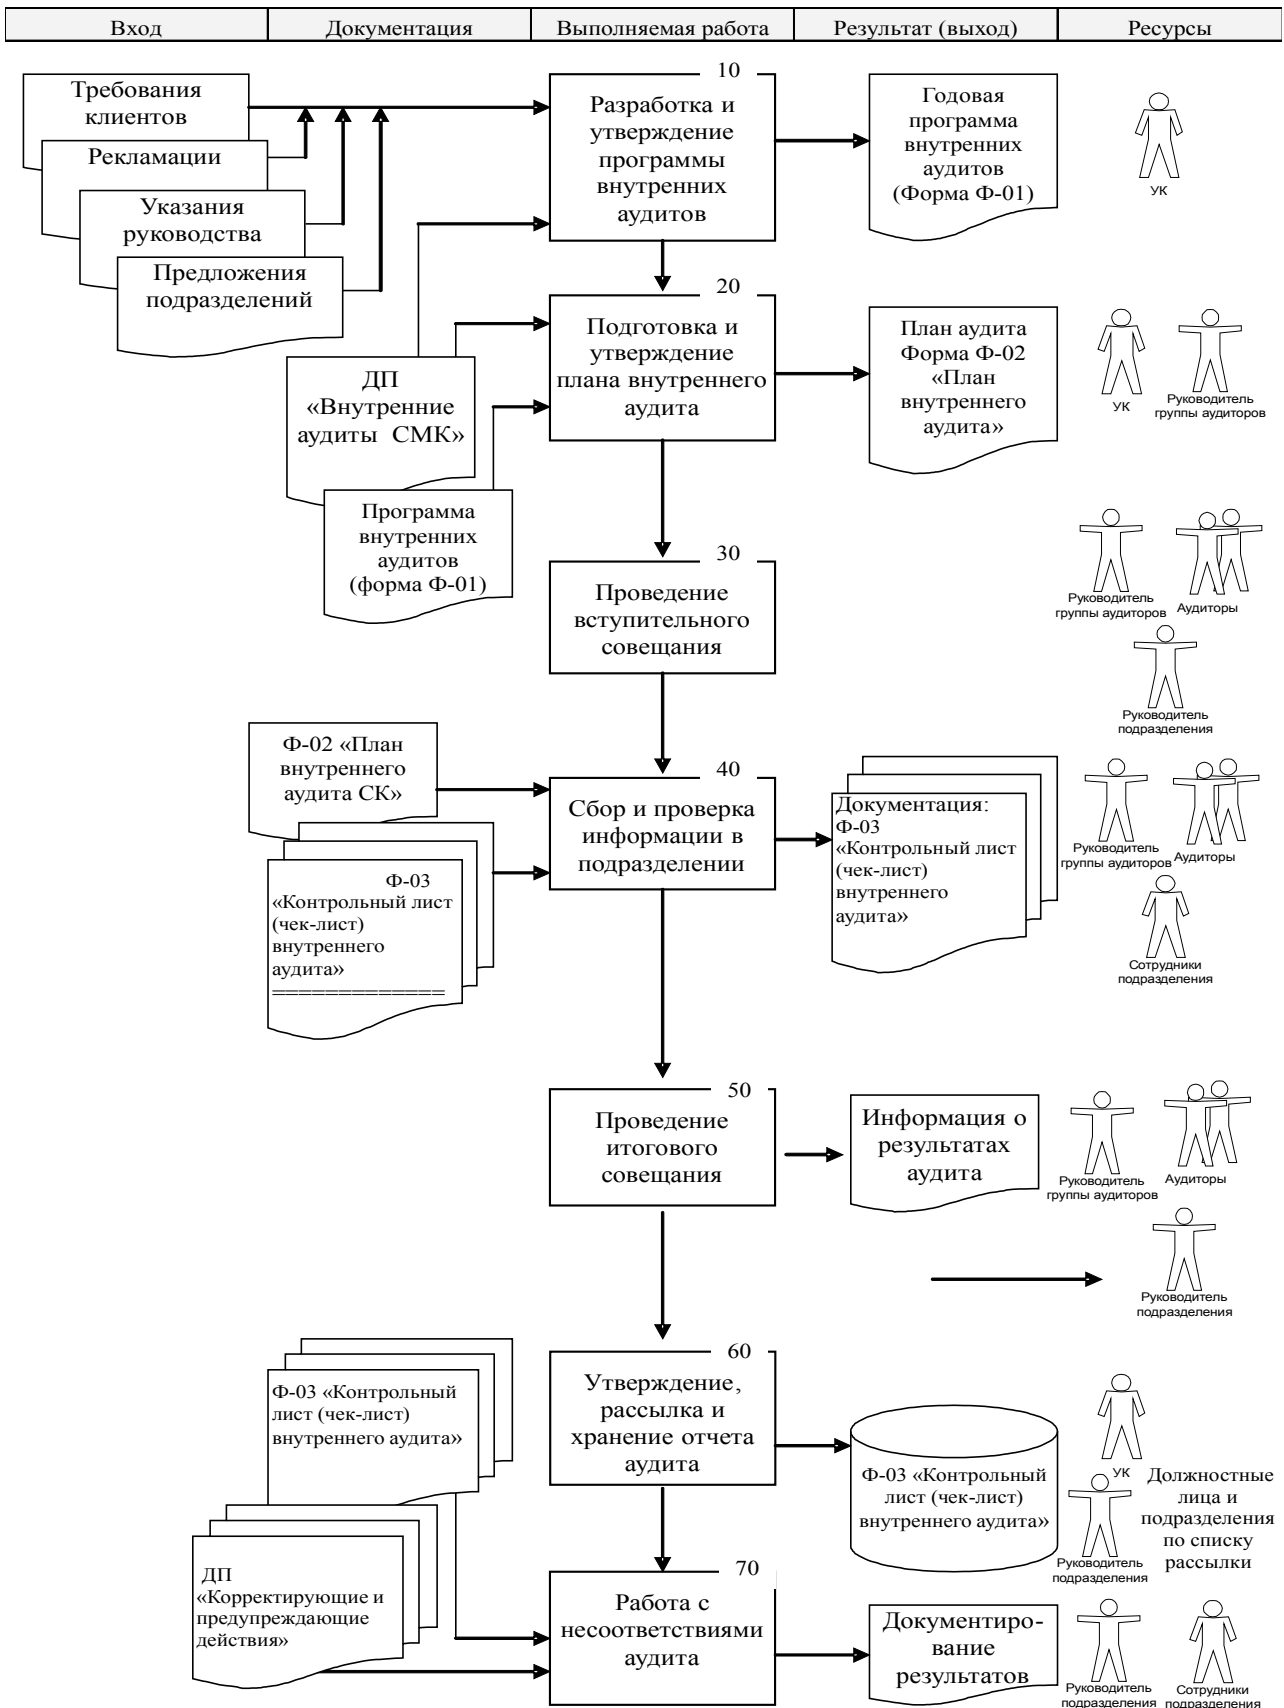 Вход
Документация
Выполняемая работа
Результат (выход)
Ресурсы
Требования
клиентов
Рекламации
Указания
руководства
Предложения
подразделений
10
Разработка и
утверждение
программы
внутренних
аудитов
Годовая
программа
внутренних
аудитов
(Форма Ф-01)
УК
ДП
«Внутренние
аудиты СМК»
Программа
внутренних
аудитов
(форма Ф-01)
20
Подготовка и
утверждение
плана внутреннего
аудита
План аудита
Форма Ф-02
«План
внутреннего
аудита»
УК
Руководитель
группы аудиторов
30
Проведение
вступительного
совещания
Руководитель
группы аудиторов
Аудиторы
Руководитель
подразделения
Ф-02 «План
внутреннего
аудита СК»
Ф-03
«Контрольный лист
(чек-лист)
внутреннего
аудита»
=============
40
Сбор и проверка
информации в
подразделении
Документация:
Ф-03
«Контрольный лист
(чек-лист)
внутреннего
аудита»
Руководитель
группы аудиторов
Аудиторы
Сотрудники
подразделения
50
Проведение
итогового
совещания
Информация о
результатах
аудита
Руководитель
группы аудиторов
Аудиторы
Руководитель
подразделения
Ф-03 «Контрольный
лист (чек-лист)
внутреннего аудита»
60
Утверждение,
рассылка и
хранение отчета
аудита
Ф-03 «Контрольный
лист (чек-лист)
внутреннего аудита»
УК
Руководитель
подразделения
Должностные
лица и
подразделения
по списку
рассылки
ДП
«Корректирующие и
предупреждающие
действия»
70
Работа с
несоответствиями
аудита
Документиро-
вание
результатов
Руководитель
подразделения
Сотрудники
подразделения